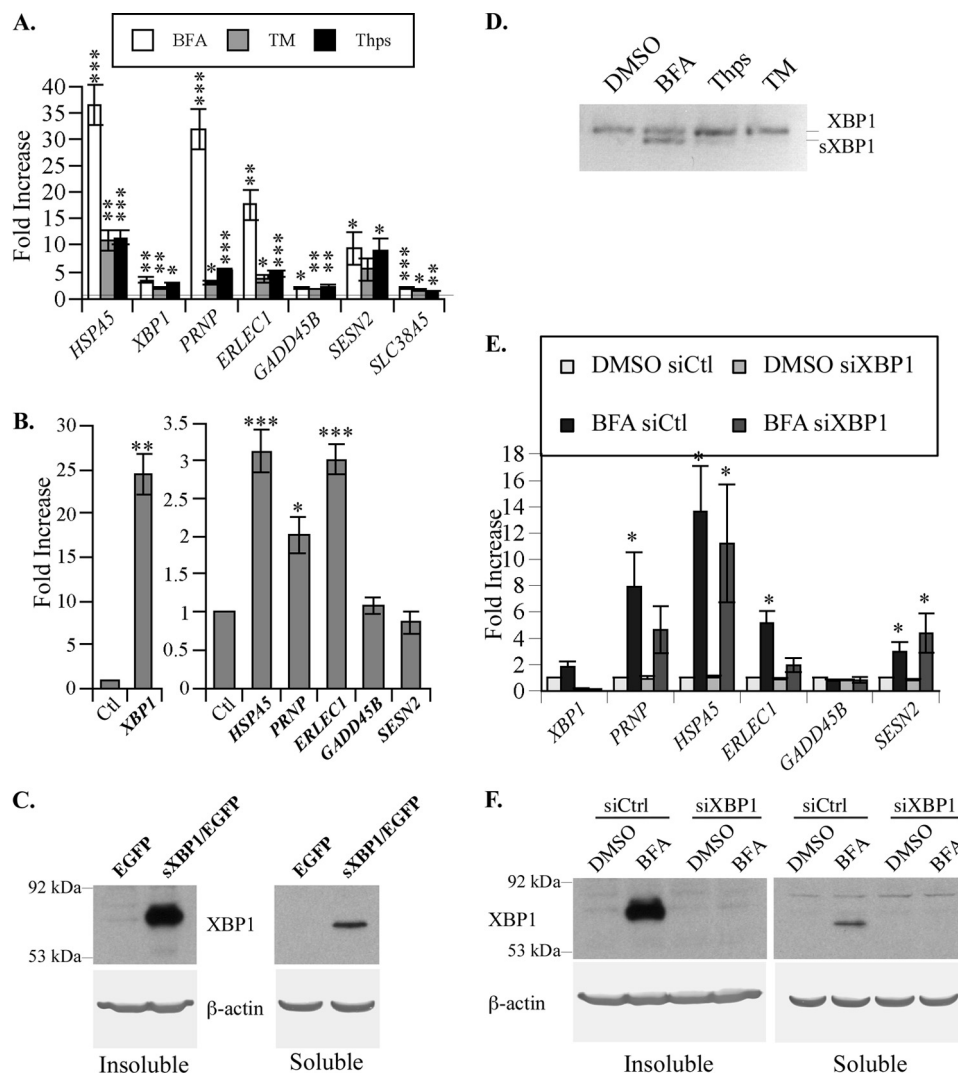 A.
BFA TM Thps
Fold Increase
40
35
30
25
20
15
10
5
0
*** ** *** ** ** * *** * *** ** * *** * ** ** * * *** * **
HSPA5 XBP1 PRNP ERLEC1 GADD45B SESN2 SLC38A5
B.
Fold Increase
30
25
20
15
10
5
0
**
Ctl XBP1
3.5
3
2.5
2
1.5
1
0.5
0
*** * ***
Ctl HSPA5 PRNP ERLEC1 GADD45B SESN2
C.
EGFP sXBP1/EGFP EGFP sXBP1/EGFP
92 kDa
XBP1
53 kDa
β-actin
Insoluble Soluble
D.
DMSO BFA Thps TM
XBP1
sXBP1
E.
DMSO siCtl DMSO siXBP1
BFA siCtl BFA siXBP1
Fold Increase
18
16
14
12
10
8
6
4
2
0
* * * * * *
XBP1 PRNP HSPA5 ERLEC1 GADD45B SESN2
F.
siCtrl siXBP1 siCtrl siXBP1
DMSO BFA DMSO BFA DMSO BFA DMSO BFA
92 kDa
XBP1
53 kDa
β-actin
Insoluble Soluble